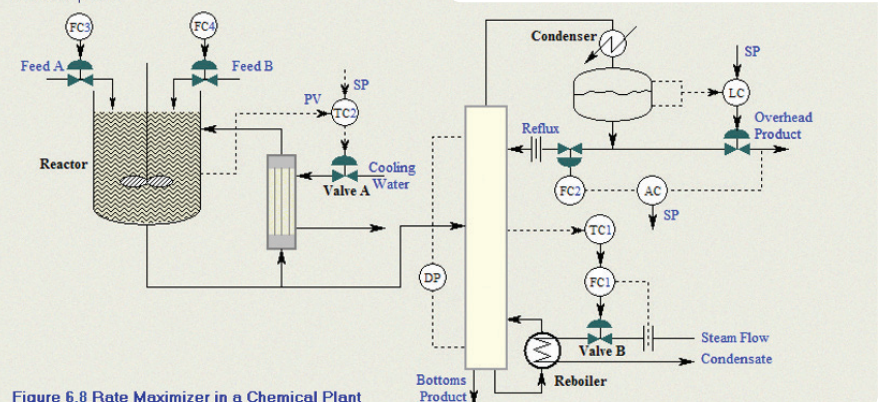 FC3
FC4
Feed A
Feed B
SP
PV
TC2
Reactor
Cooling
Water
Valve A
Condenser
SP
LC
Overhead
Product
Reflux
FC2
AC
SP
TC1
DP
FC1
Steam Flow
Valve B
Condensate
Reboiler
Bottoms
Product
Figure 6.8 Rate Maximizer in a Chemical Plant